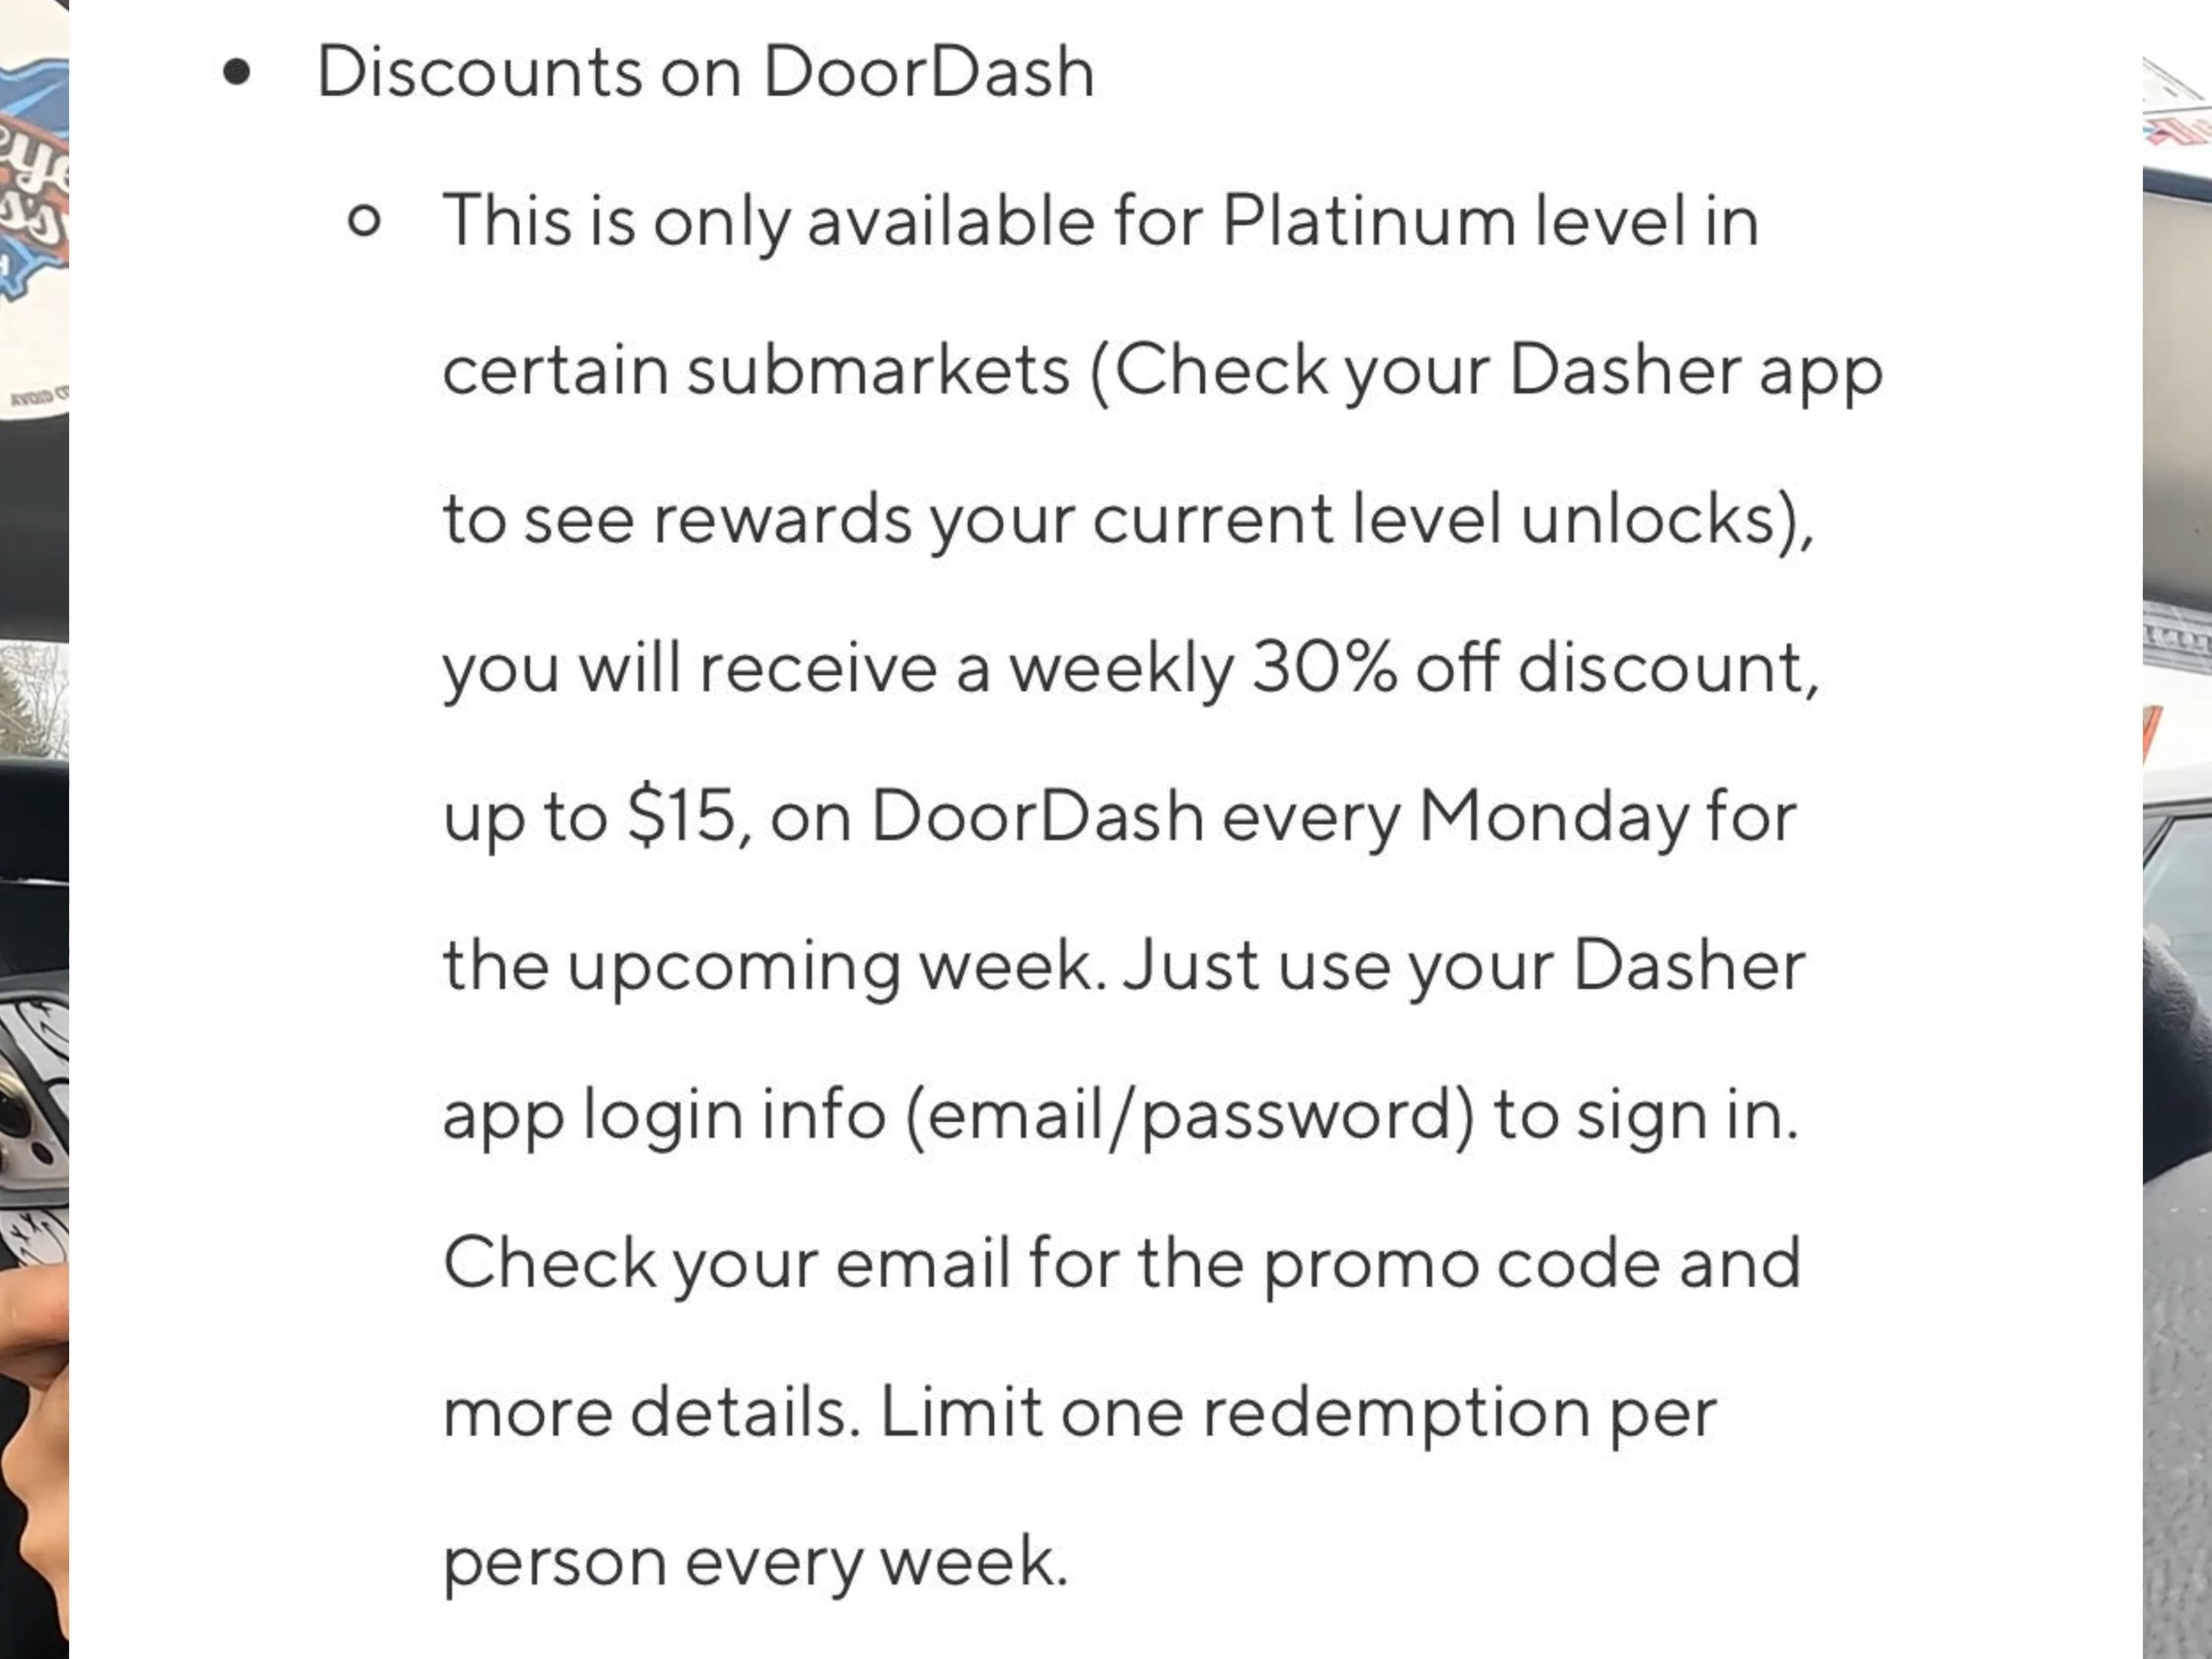 Discounts on DoorDash
This is only available for Platinum level in
certain submarkets (Check your Dasher app
to see rewards your current level unlocks),
you will receive a weekly 30% off discount,
up to $15, on DoorDash every Monday for
the upcoming week. Just use your Dasher
app login info (email/password) to sign in.
Check your email for the promo code and
more details. Limit one redemption per
person every week.
AVOID